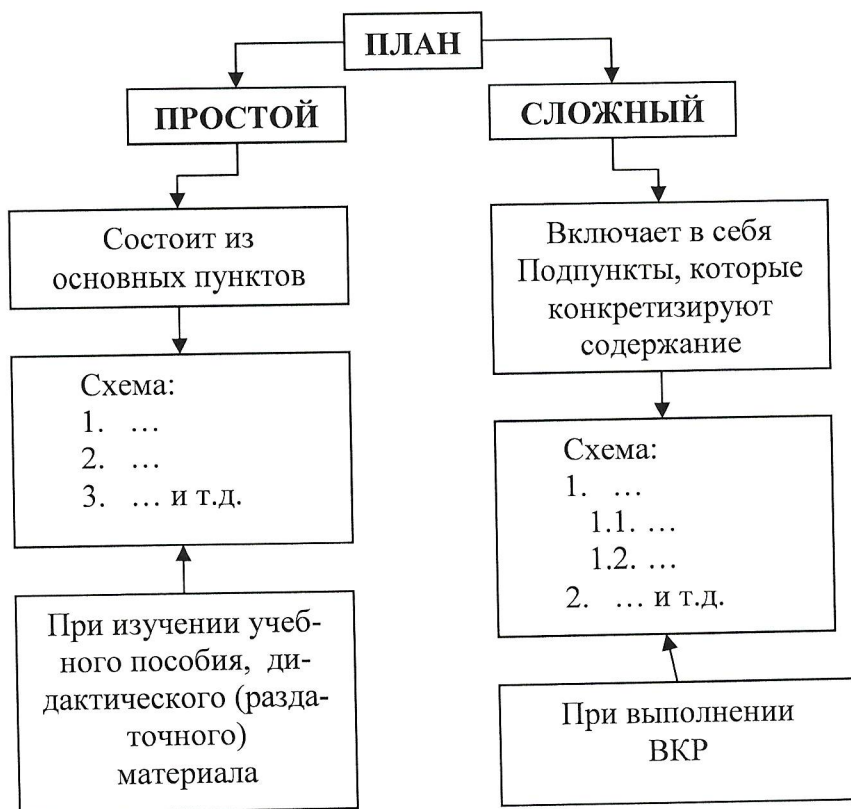 ПЛАН
ПРОСТОЙ
СЛОЖНЫЙ
Состоит из
основных пунктов
Включает в себя
Подпункты, которые
конкретизируют
содержание
Схема:
1. …
2. …
3. … и т.д.
Схема:
1. …
1.1. …
1.2. …
2. … и т.д.
При изучении учеб-
ного пособия, ди-
дактического (разда-
точного)
материала
При выполнении
ВКР